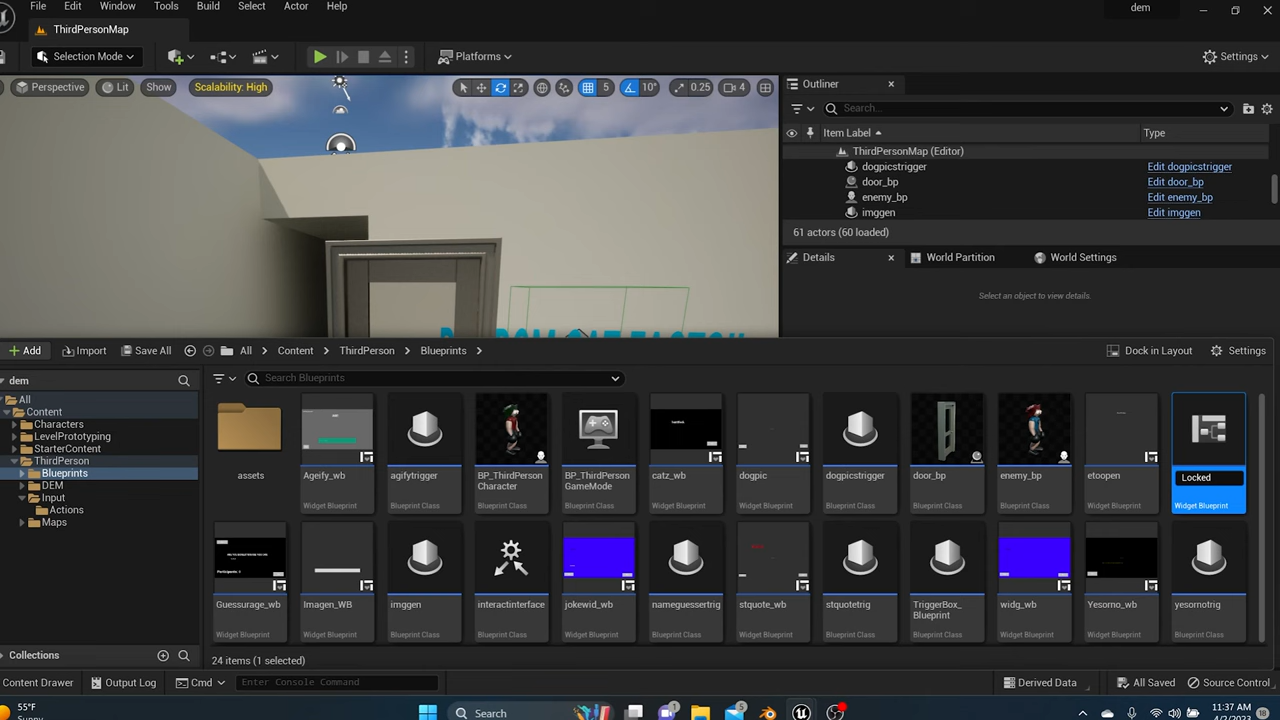 File Window Tools Build Select Actor Help
dem
ThirdPersonMap
Selection Mode
Platforms
Settings
Perspective
Lit
Show
Scalability: High
5
10°
0.25
4
Outliner
Search...
Item Label
Type
ThirdPersonMap (Editor)
dogpicstrigger
Edit dogpicstrigger
door_bp
Edit door_bp
enemy_bp
Edit enemy_bp
imggen
Edit imggen
61 actors (60 loaded)
Details
World Partition
World Settings
Select an object to view details.
Add
Import
Save All
All
Content
ThirdPerson
Blueprints
Dock in Layout
Settings
dem
Search Blueprints
All
Content
Characters
LevelPrototyping
StarterContent
ThirdPerson
Blueprints
DEM
Input
Actions
Maps
assets
Ageify_wb
Widget Blueprint
agifytrigger
Blueprint Class
BP_ThirdPerson
Character
Blueprint Class
BP_ThirdPerson
GameMode
Blueprint Class
catz_wb
Widget Blueprint
dogpic
Widget Blueprint
dogpicstrigger
Blueprint Class
door_bp
Blueprint Class
enemy_bp
Blueprint Class
etoopen
Widget Blueprint
Locked
Widget Blueprint
Guessurage_wb
Widget Blueprint
Imagen_WB
Widget Blueprint
imggen
Blueprint Class
interactinterface
Blueprint Class
jokewid_wb
Widget Blueprint
nameguessertrig
Blueprint Class
stquote_wb
Widget Blueprint
stquotetrig
Blueprint Class
TriggerBox_
Blueprint
Blueprint Class
widg_wb
Widget Blueprint
Yesorno_wb
Widget Blueprint
yesornotrig
Blueprint Class
Collections
24 items (1 selected)
Content Drawer
Output Log
Cmd
Enter Console Command
Derived Data
All Saved
Source Control
55°F
Sunny
Search
11:37 AM
4/2/2023